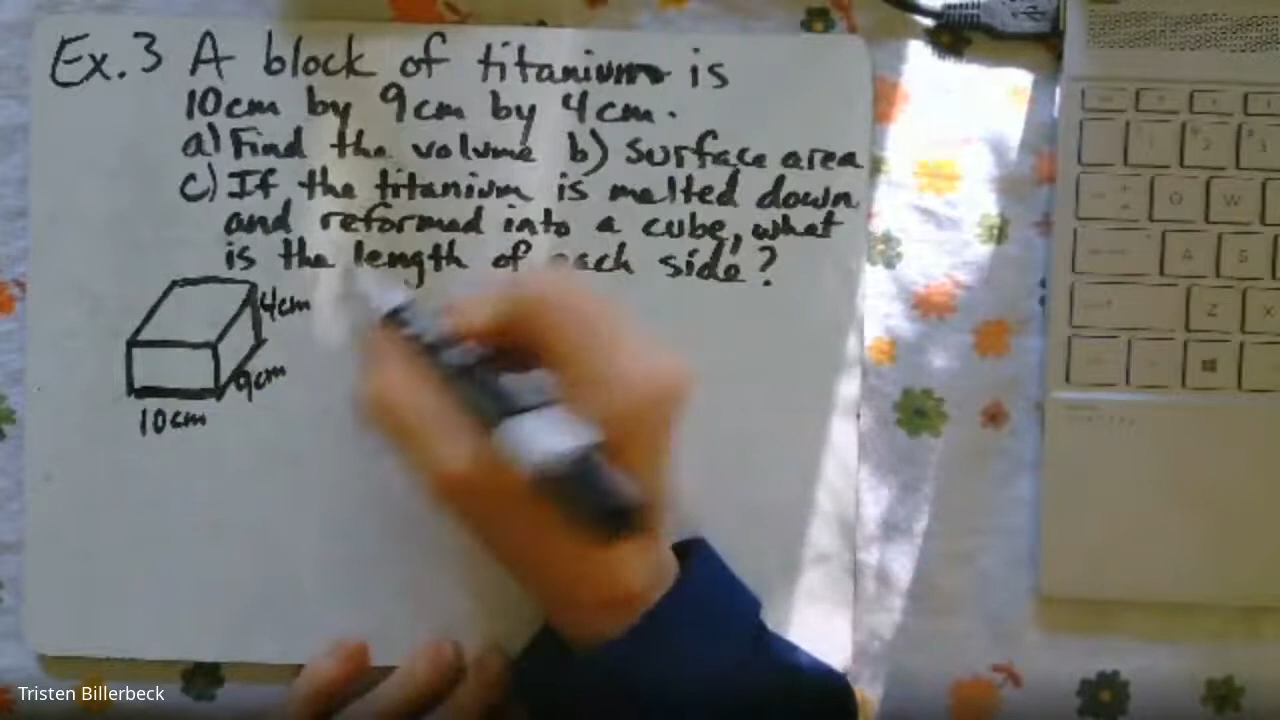 Ex. 3 A block of titanium is
10cm by 9cm by 4cm.
a) Find the volume b) surface area
c) If the titanium is melted down
and reformed into a cube, what
is the length of each side?
4cm
9cm
10cm
Tristen Billerbeck